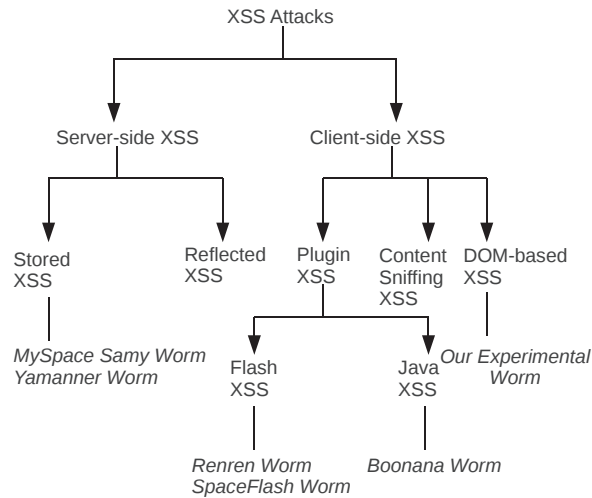 XSS Attacks
Server-side XSS
Client-side XSS
Stored
XSS
Reflected
XSS
Plugin
XSS
Content
Sniffing
XSS
DOM-based
XSS
MySpace Samy Worm
Yamanner Worm
Flash
XSS
Java
XSS
Our Experimental
Worm
Renren Worm
SpaceFlash Worm
Boonana Worm